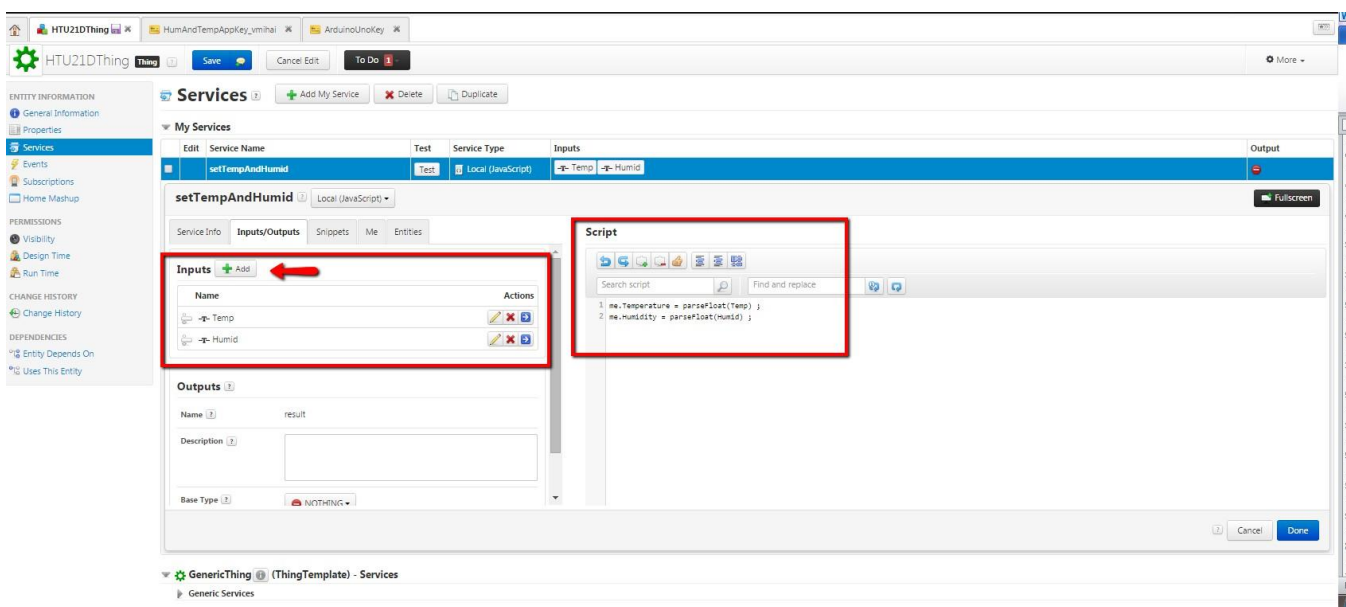 HTU21DThing
HumAndTempAppKey_vmihai
ArduinoUnoKey
HTU21DThing Thing ? Save Cancel Edit To Do 1 More
ENTITY INFORMATION
General Information
Properties
Services
Events
Subscriptions
Home Mashup
PERMISSIONS
Visibility
Design Time
Run Time
CHANGE HISTORY
Change History
DEPENDENCIES
Entity Depends On
Uses This Entity
Services ? Add My Service Delete Duplicate
My Services
Edit Service Name Test Service Type Inputs Output
setTempAndHumid Test Local (JavaScript) -T- Temp -T- Humid
setTempAndHumid ? Local (JavaScript) Fullscreen
Service Info Inputs/Outputs Snippets Me Entities
Inputs Add
Name Actions
-T- Temp
-T- Humid
Outputs ?
Name ? result
Description ?
Base Type ? NOTHING
Script
Search script Find and replace
1 me.Temperature = parseFloat(Temp) ;
2 me.Humidity = parseFloat(Humid) ;
? Cancel Done
GenericThing (ThingTemplate) - Services
Generic Services